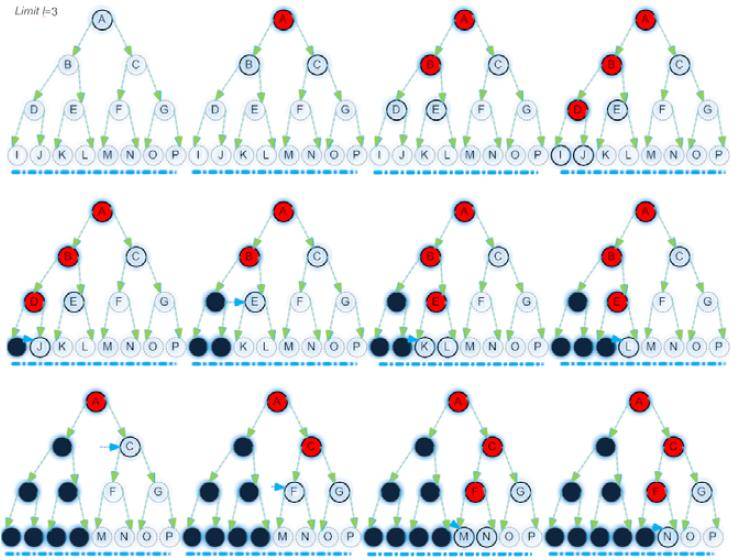 Limit l=3
A A A A
B C B C B C B C
D E F G D E F G D E F G D E F G
I J K L M N O P I J K L M N O P I J K L M N O P I J K L M N O P
A A A A
B C B C B C B C
D E F G E F G E F G E F G
J K L M N O P K L M N O P K L M N O P L M N O P
A A A A
C C C C
F G F G F G F G
M N O P M N O P M N O P N O P